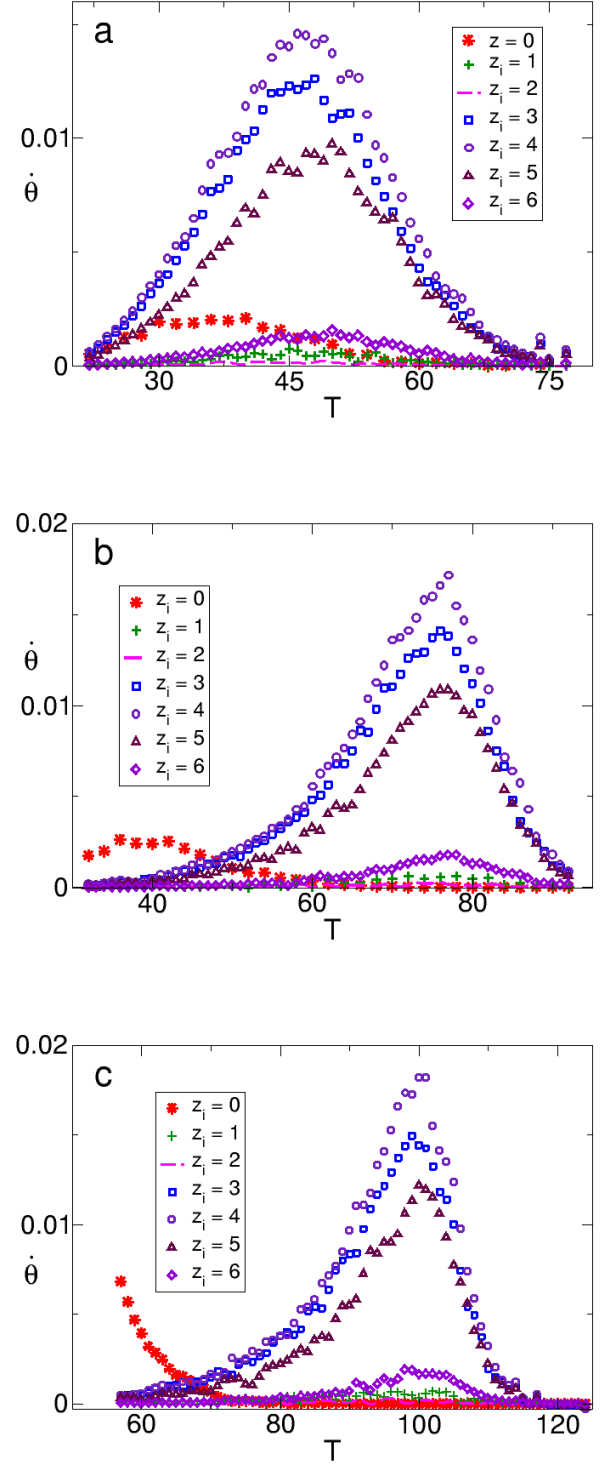 a
z = 0
z_i = 1
z_i = 2
z_i = 3
z_i = 4
z_i = 5
z_i = 6
0.01
θ̇
0
30 45 60 75
T
0.02
b
z_i = 0
z_i = 1
z_i = 2
z_i = 3
z_i = 4
z_i = 5
z_i = 6
θ̇
0.01
0
40 60 80
T
0.02
c
z_i = 0
z_i = 1
z_i = 2
z_i = 3
z_i = 4
z_i = 5
z_i = 6
0.01
θ̇
0
60 80 100 120
T